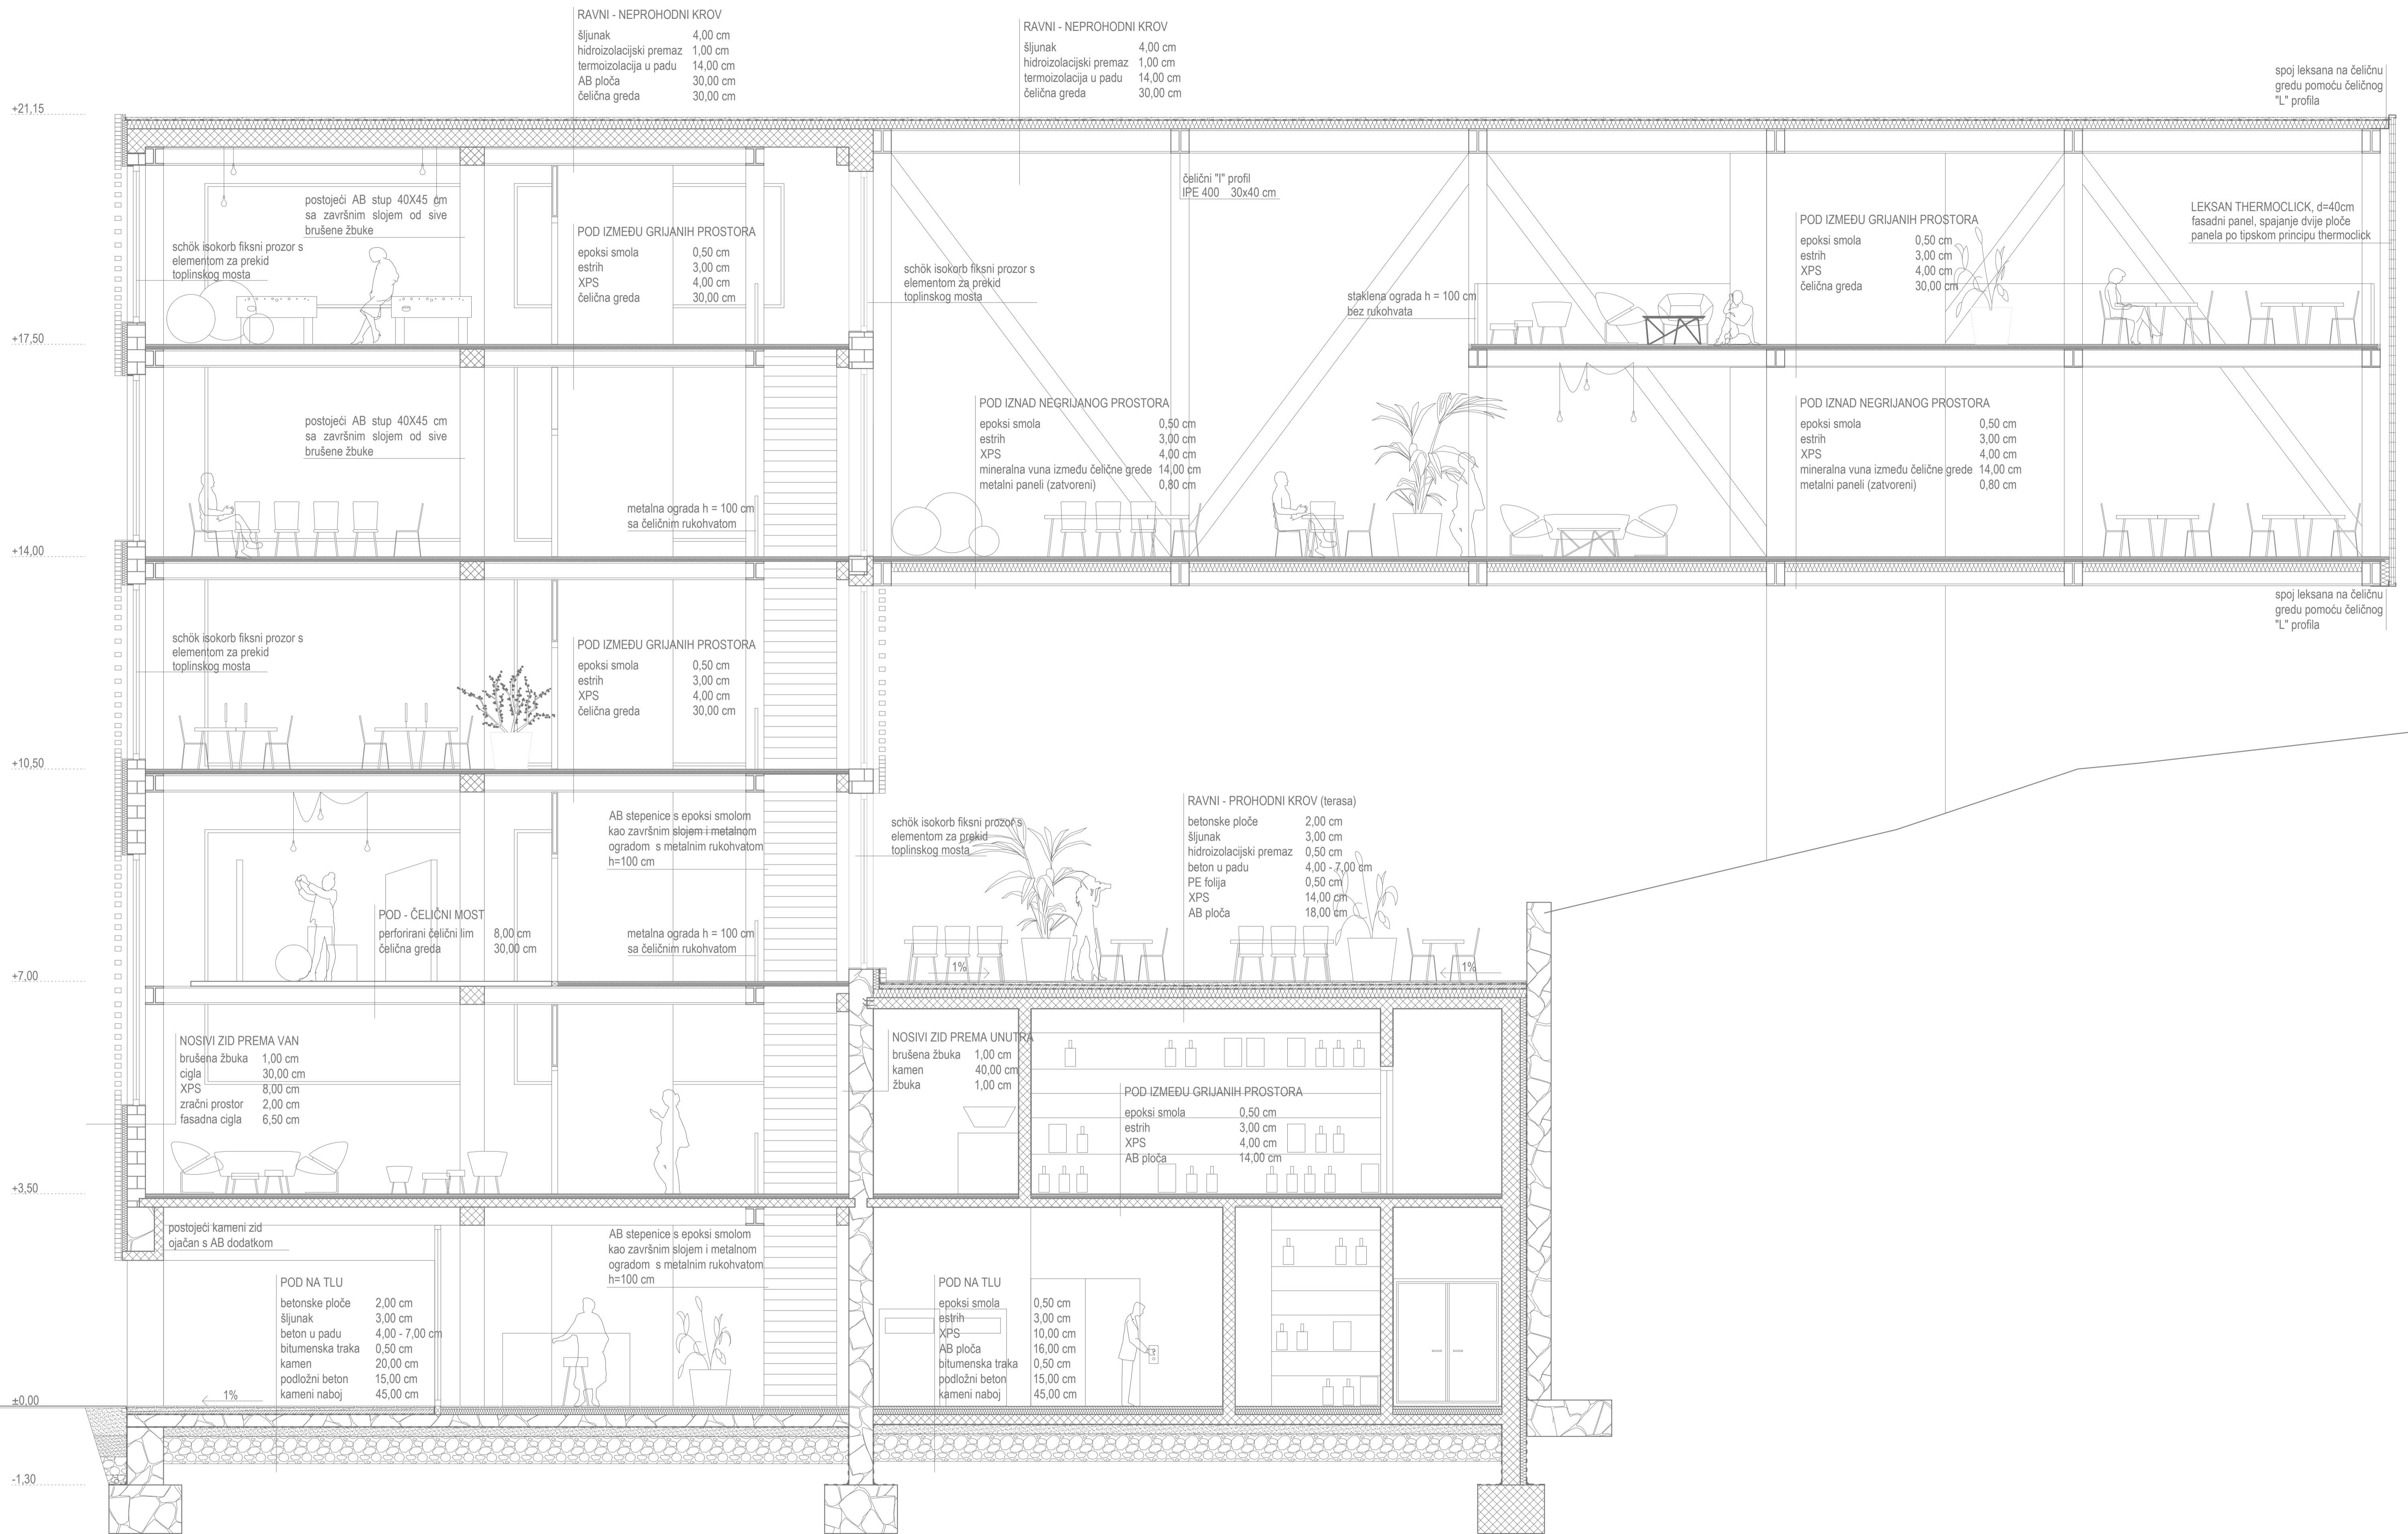 RAVNI - NEPROHODNI KROV
šljunak 4,00 cm
hidroizolacijski premaz 1,00 cm
termoizolacija u padu 14,00 cm
AB ploča 30,00 cm
čelična greda 30,00 cm
RAVNI - NEPROHODNI KROV
šljunak 4,00 cm
hidroizolacijski premaz 1,00 cm
termoizolacija u padu 14,00 cm
čelična greda 30,00 cm
spoj leksana na čeličnu
gredu pomoću čeličnog
"L" profila
+21,15
postojeći AB stup 40X45 cm
sa završnim slojem od sive
brušene žbuke
schök isokorb fiksni prozor s
elementom za prekid
toplinskog mosta
POD IZMEĐU GRIJANIH PROSTORA
epoksi smola 0,50 cm
estrih 3,00 cm
XPS 4,00 cm
čelična greda 30,00 cm
schök isokorb fiksni prozor s
elementom za prekid
toplinskog mosta
čelični "I" profil
IPE 400 30x40 cm
staklena ograda h = 100 cm
bez rukohvata
POD IZMEĐU GRIJANIH PROSTORA
epoksi smola 0,50 cm
estrih 3,00 cm
XPS 4,00 cm
čelična greda 30,00 cm
LEKSAN THERMOCLICK, d=40cm
fasadni panel, spajanje dvije ploče
panela po tipskom principu thermoclick
+17,50
postojeći AB stup 40X45 cm
sa završnim slojem od sive
brušene žbuke
metalna ograda h = 100 cm
sa čeličnim rukohvatom
POD IZNAD NEGRIJANOG PROSTORA
epoksi smola 0,50 cm
estrih 3,00 cm
XPS 4,00 cm
mineralna vuna između čelične grede 14,00 cm
metalni paneli (zatvoreni) 0,80 cm
POD IZNAD NEGRIJANOG PROSTORA
epoksi smola 0,50 cm
estrih 3,00 cm
XPS 4,00 cm
mineralna vuna između čelične grede 14,00 cm
metalni paneli (zatvoreni) 0,80 cm
+14,00
spoj leksana na čeličnu
gredu pomoću čeličnog
"L" profila
schök isokorb fiksni prozor s
elementom za prekid
toplinskog mosta
POD IZMEĐU GRIJANIH PROSTORA
epoksi smola 0,50 cm
estrih 3,00 cm
XPS 4,00 cm
čelična greda 30,00 cm
+10,50
AB stepenice s epoksi smolom
kao završnim slojem i metalnom
ogradom s metalnim rukohvatom
h=100 cm
schök isokorb fiksni prozor s
elementom za prekid
toplinskog mosta
RAVNI - PROHODNI KROV (terasa)
betonske ploče 2,00 cm
šljunak 3,00 cm
hidroizolacijski premaz 0,50 cm
beton u padu 4,00 - 7,00 cm
PE folija 0,50 cm
XPS 14,00 cm
AB ploča 18,00 cm
POD - ČELIČNI MOST
perforirani čelični lim 8,00 cm
čelična greda 30,00 cm
metalna ograda h = 100 cm
sa čeličnim rukohvatom
1%
1%
+7,00
NOSIVI ZID PREMA VAN
brušena žbuka 1,00 cm
cigla 30,00 cm
XPS 8,00 cm
zračni prostor 2,00 cm
fasadna cigla 6,50 cm
NOSIVI ZID PREMA UNUTRA
brušena žbuka 1,00 cm
kamen 40,00 cm
žbuka 1,00 cm
POD IZMEĐU GRIJANIH PROSTORA
epoksi smola 0,50 cm
estrih 3,00 cm
XPS 4,00 cm
AB ploča 14,00 cm
+3,50
postojeći kameni zid
ojačan s AB dodatkom
AB stepenice s epoksi smolom
kao završnim slojem i metalnom
ogradom s metalnim rukohvatom
h=100 cm
POD NA TLU
betonske ploče 2,00 cm
šljunak 3,00 cm
beton u padu 4,00 - 7,00 cm
bitumenska traka 0,50 cm
kamen 20,00 cm
podložni beton 15,00 cm
kameni naboj 45,00 cm
POD NA TLU
epoksi smola 0,50 cm
estrih 3,00 cm
XPS 10,00 cm
AB ploča 16,00 cm
bitumenska traka 0,50 cm
podložni beton 15,00 cm
kameni naboj 45,00 cm
1%
±0,00
-1,30